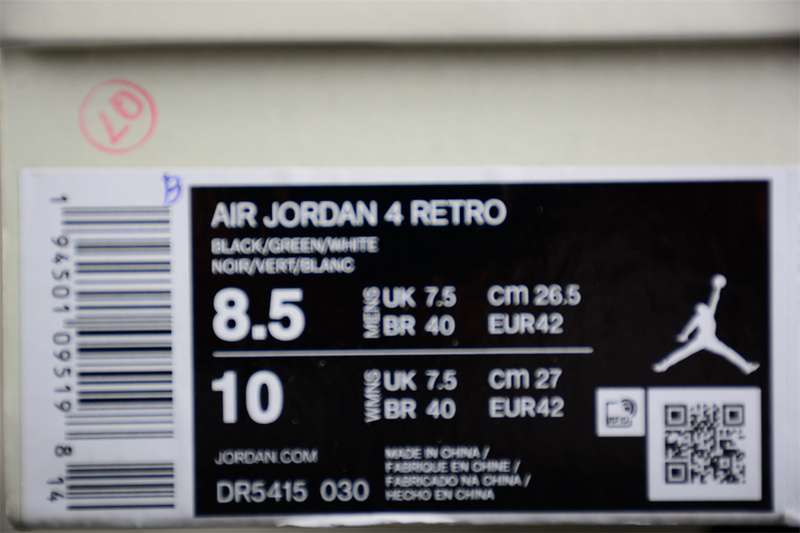 07
B
AIR JORDAN 4 RETRO
BLACK/GREEN/WHITE
NOIR/VERT/BLANC
8.5
MENS
UK 7.5
cm 26.5
BR 40
EUR42
10
WMNS
UK 7.5
cm 27
BR 40
EUR42
RFID
JORDAN.COM
DR5415 030
MADE IN CHINA /
FABRIQUE EN CHINE /
FABRICADO NA CHINA /
HECHO EN CHINA
1 94501 09519 8 14